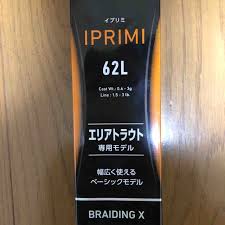 イプリミ
IPRIMI
62L
Cast Wt.: 0.4 - 3g
Line : 1.5 - 3 lb
エリアトラウト
専用モデル
幅広く使える
ベーシックモデル
BRAIDING X